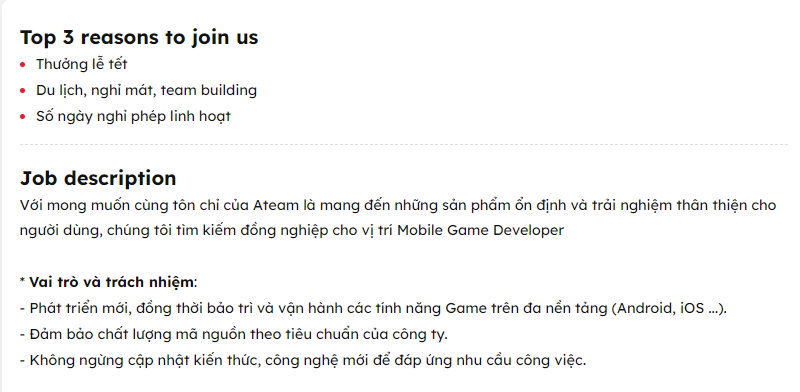 Top 3 reasons to join us
• Thưởng lễ tết
• Du lịch, nghỉ mát, team building
• Số ngày nghỉ phép linh hoạt
Job description
Với mong muốn cùng tôn chỉ của Ateam là mang đến những sản phẩm ổn định và trải nghiệm thân thiện cho
người dùng, chúng tôi tìm kiếm đồng nghiệp cho vị trí Mobile Game Developer
* Vai trò và trách nhiệm:
- Phát triển mới, đồng thời bảo trì và vận hành các tính năng Game trên đa nền tảng (Android, iOS ...).
- Đảm bảo chất lượng mã nguồn theo tiêu chuẩn của công ty.
- Không ngừng cập nhật kiến thức, công nghệ mới để đáp ứng nhu cầu công việc.